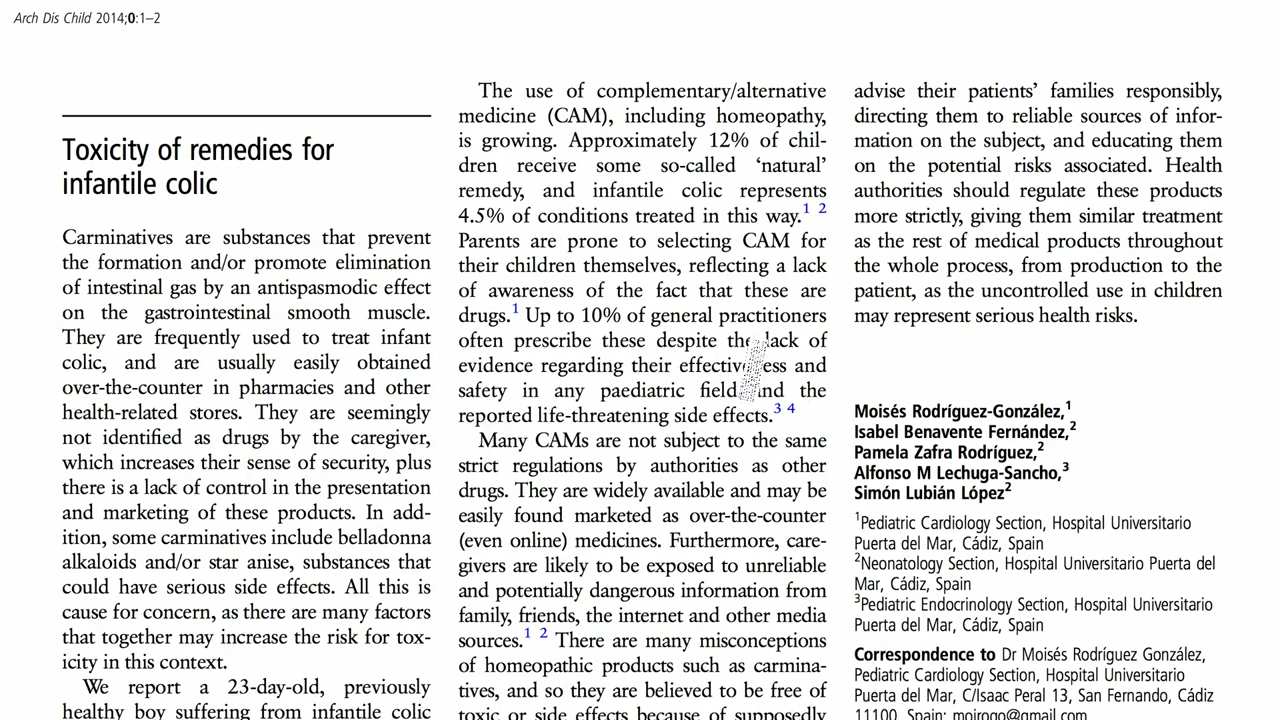 Arch Dis Child 2014;0:1–2
Toxicity of remedies for
infantile colic
Carminatives are substances that prevent
the formation and/or promote elimination
of intestinal gas by an antispasmodic effect
on the gastrointestinal smooth muscle.
They are frequently used to treat infant
colic, and are usually easily obtained
over-the-counter in pharmacies and other
health-related stores. They are seemingly
not identified as drugs by the caregiver,
which increases their sense of security, plus
there is a lack of control in the presentation
and marketing of these products. In add-
ition, some carminatives include belladonna
alkaloids and/or star anise, substances that
could have serious side effects. All this is
cause for concern, as there are many factors
that together may increase the risk for tox-
icity in this context.
We report a 23-day-old, previously
healthy boy suffering from infantile colic
The use of complementary/alternative
medicine (CAM), including homeopathy,
is growing. Approximately 12% of chil-
dren receive some so-called ‘natural’
remedy, and infantile colic represents
4.5% of conditions treated in this way.1 2
Parents are prone to selecting CAM for
their children themselves, reflecting a lack
of awareness of the fact that these are
drugs.1 Up to 10% of general practitioners
often prescribe these despite the lack of
evidence regarding their effectiveness and
safety in any paediatric field and the
reported life-threatening side effects.3 4
Many CAMs are not subject to the same
strict regulations by authorities as other
drugs. They are widely available and may be
easily found marketed as over-the-counter
(even online) medicines. Furthermore, care-
givers are likely to be exposed to unreliable
and potentially dangerous information from
family, friends, the internet and other media
sources.1 2 There are many misconceptions
of homeopathic products such as carmina-
tives, and so they are believed to be free of
toxic or side effects because of supposedly
advise their patients’ families responsibly,
directing them to reliable sources of infor-
mation on the subject, and educating them
on the potential risks associated. Health
authorities should regulate these products
more strictly, giving them similar treatment
as the rest of medical products throughout
the whole process, from production to the
patient, as the uncontrolled use in children
may represent serious health risks.
Moisés Rodríguez-González,1
Isabel Benavente Fernández,2
Pamela Zafra Rodríguez,2
Alfonso M Lechuga-Sancho,3
Simón Lubián López2
1Pediatric Cardiology Section, Hospital Universitario
Puerta del Mar, Cádiz, Spain
2Neonatology Section, Hospital Universitario Puerta del
Mar, Cádiz, Spain
3Pediatric Endocrinology Section, Hospital Universitario
Puerta del Mar, Cádiz, Spain
Correspondence to Dr Moisés Rodríguez González,
Pediatric Cardiology Section, Hospital Universitario
Puerta del Mar, C/Isaac Peral 13, San Fernando, Cádiz
11100, Spain; moirogo@gmail.com